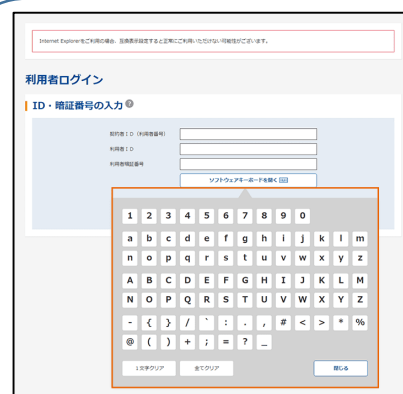 Internet Explorerをご利用の場合、互換表示設定すると正常にご利用いただけない可能性がございます。
利用者ログイン
ID・暗証番号の入力 ?
契約者ID（利用者番号）
利用者ID
利用者暗証番号
ソフトウェアキーボードを開く
1 2 3 4 5 6 7 8 9 0
a b c d e f g h i j k l m
n o p q r s t u v w x y z
A B C D E F G H I J K L M
N O P Q R S T U V W X Y Z
- { } / ` : . , # < > * %
@ ( ) + ; = ? _
1文字クリア 全てクリア 閉じる